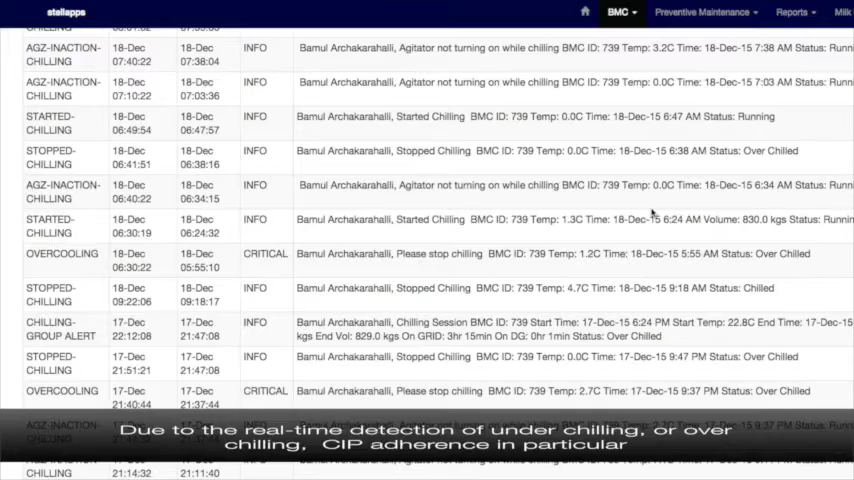 stellapps BMC Preventive Maintenance Reports Milk
CHILLING
AGZ-INACTION-CHILLING 18-Dec 07:40:22 18-Dec 07:38:04 INFO Bamul Archakarahalli, Agitator not turning on while chilling BMC ID: 739 Temp: 3.2C Time: 18-Dec-15 7:38 AM Status: Runni
AGZ-INACTION-CHILLING 18-Dec 07:10:22 18-Dec 07:03:36 INFO Bamul Archakarahalli, Agitator not turning on while chilling BMC ID: 739 Temp: 0.0C Time: 18-Dec-15 7:03 AM Status: Runni
STARTED-CHILLING 18-Dec 06:49:54 18-Dec 06:47:57 INFO Bamul Archakarahalli, Started Chilling BMC ID: 739 Temp: 0.0C Time: 18-Dec-15 6:47 AM Status: Running
STOPPED-CHILLING 18-Dec 06:41:51 18-Dec 06:38:16 INFO Bamul Archakarahalli, Stopped Chilling BMC ID: 739 Temp: 0.0C Time: 18-Dec-15 6:38 AM Status: Over Chilled
AGZ-INACTION-CHILLING 18-Dec 06:40:22 18-Dec 06:34:15 INFO Bamul Archakarahalli, Agitator not turning on while chilling BMC ID: 739 Temp: 0.0C Time: 18-Dec-15 6:34 AM Status: Runni
STARTED-CHILLING 18-Dec 06:30:19 18-Dec 06:24:32 INFO Bamul Archakarahalli, Started Chilling BMC ID: 739 Temp: 1.3C Time: 18-Dec-15 6:24 AM Volume: 830.0 kgs Status: Runnin
OVERCOOLING 18-Dec 06:30:22 18-Dec 05:55:10 CRITICAL Bamul Archakarahalli, Please stop chilling BMC ID: 739 Temp: 1.2C Time: 18-Dec-15 5:55 AM Status: Over Chilled
STOPPED-CHILLING 18-Dec 09:22:06 18-Dec 09:18:17 INFO Bamul Archakarahalli, Stopped Chilling BMC ID: 739 Temp: 4.7C Time: 18-Dec-15 9:18 AM Status: Chilled
CHILLING-GROUP ALERT 17-Dec 22:12:08 17-Dec 21:47:08 INFO Bamul Archakarahalli, Chilling Session BMC ID: 739 Start Time: 17-Dec-15 6:24 PM Start Temp: 22.8C End Time: 17-Dec-15
kgs End Vol: 829.0 kgs On GRID: 3hr 15min On DG: 0hr 1min Status: Over Chilled
STOPPED-CHILLING 17-Dec 21:51:21 17-Dec 21:47:08 INFO Bamul Archakarahalli, Stopped Chilling BMC ID: 739 Temp: 0.0C Time: 17-Dec-15 9:47 PM Status: Over Chilled
OVERCOOLING 17-Dec 21:40:44 17-Dec 21:37:44 CRITICAL Bamul Archakarahalli, Please stop chilling BMC ID: 739 Temp: 2.7C Time: 17-Dec-15 9:37 PM Status: Over Chilled
Due to the real-time detection of under chilling, or over
chilling, CIP adherence in particular
CHILLING 21:14:32 21:11:40